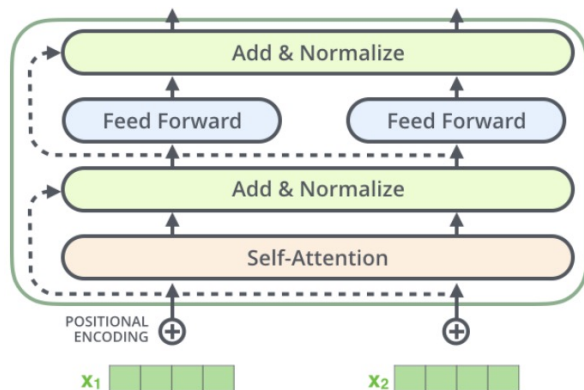 Add & Normalize
Feed Forward
Feed Forward
Add & Normalize
Self-Attention
POSITIONAL
ENCODING
x₁
x₂